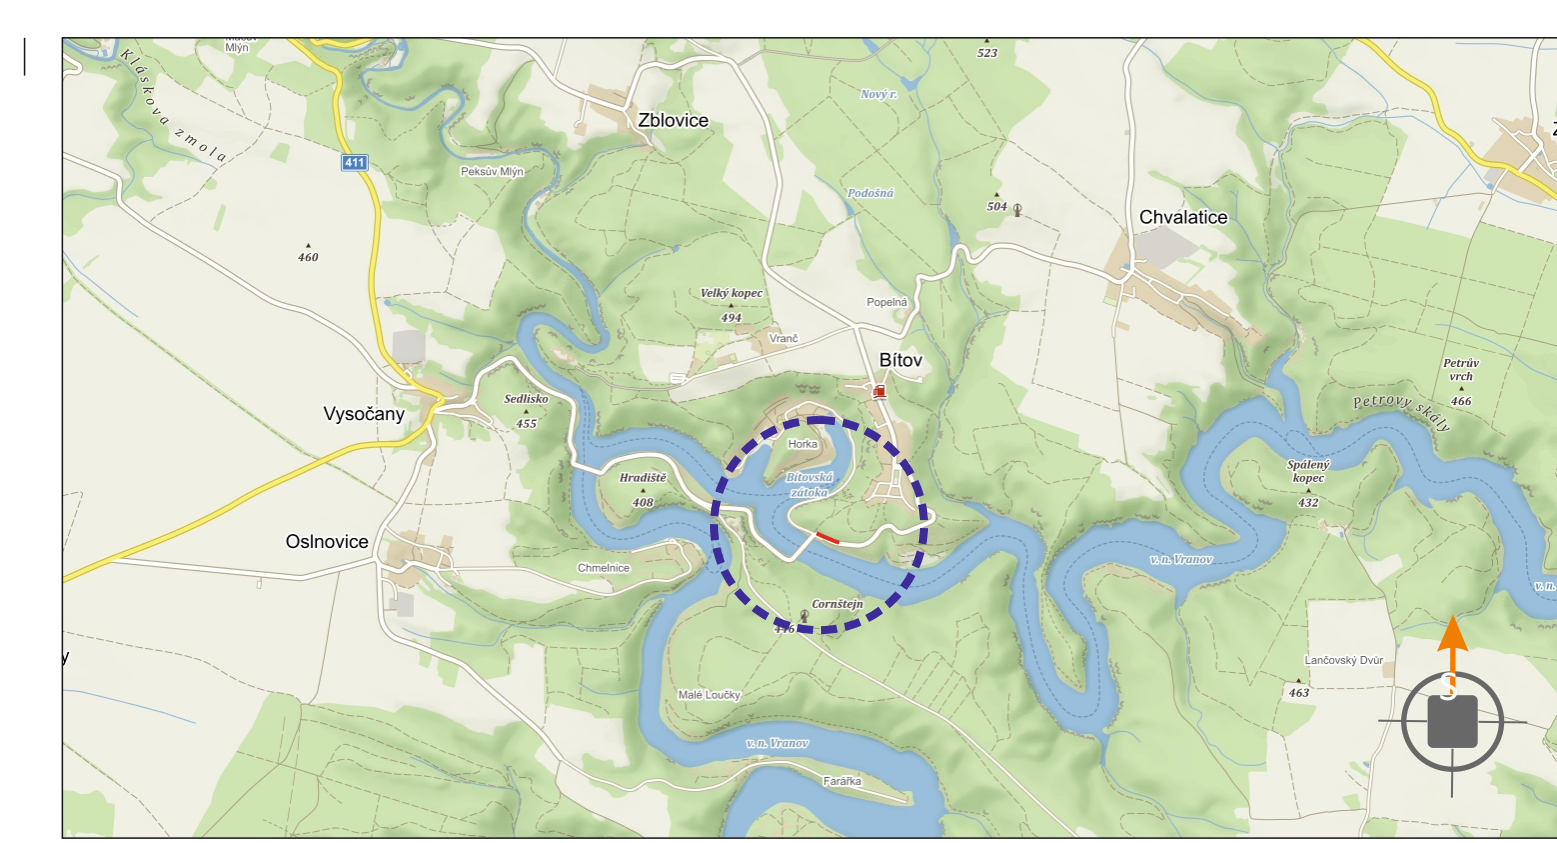 Mlýn
523
Kláskova zmola
Nový r.
Zblovice
411
Peksův Mlýn
Podošná
504
Chvalatice
460
Velký kopec
494
Popelná
Vranč
Bítov
Petrův
vrch
466
Sedlisko
455
Vysočany
Petrovy skály
Horka
Spálený
kopec
432
Hradiště
408
Bítovská
zátoka
Oslnovice
v. n. Vranov
Chmelnice
v. n.
Cornštejn
446
y
Lančovský Dvůr
463
S
Malé Loučky
v. n. Vranov
Farářka